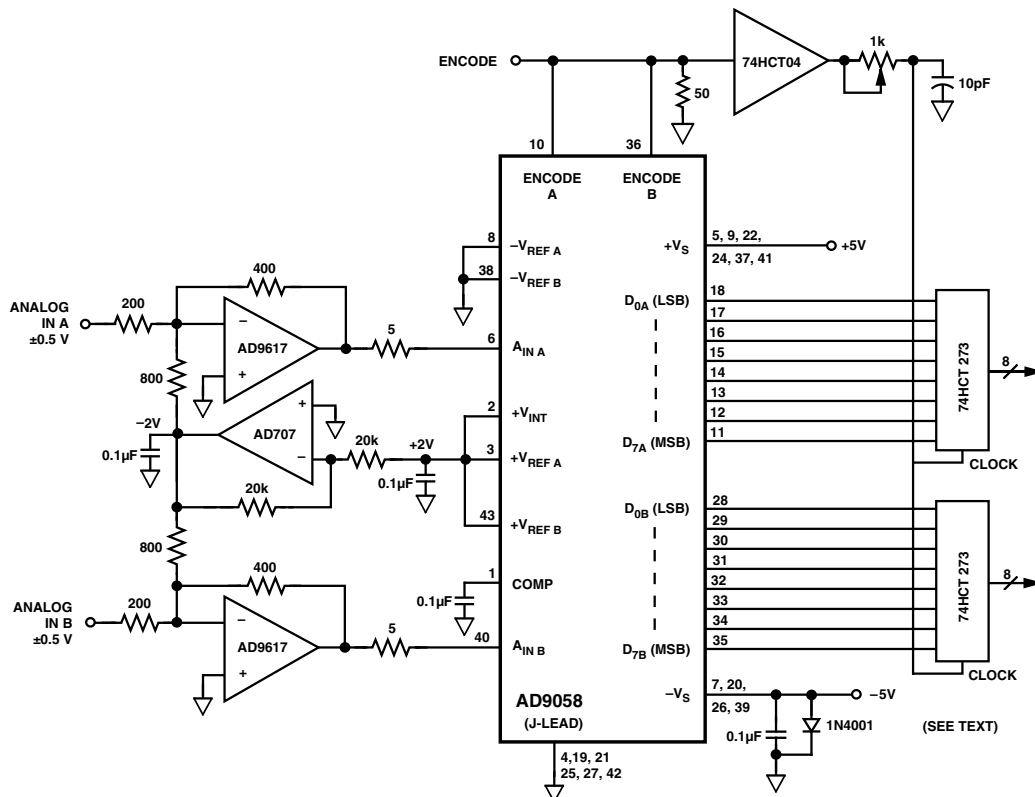 ENCODE
74HCT04
1k
10pF
50
10
36
ENCODE
A
ENCODE
B
8
–VREF A
38
–VREF B
+VS
5, 9, 22,
24, 37, 41
+5V
ANALOG
IN A
±0.5 V
200
400
–
AD9617
+
5
6
AIN A
800
–2V
0.1µF
AD707
+
–
20k
20k
+2V
0.1µF
2
+VINT
3
+VREF A
43
+VREF B
800
1
COMP
0.1µF
ANALOG
IN B
±0.5 V
200
400
–
AD9617
+
5
40
AIN B
D0A (LSB)
D7A (MSB)
18
17
16
15
14
13
12
11
74HCT 273
8
CLOCK
D0B (LSB)
D7B (MSB)
28
29
30
31
32
33
34
35
74HCT 273
8
CLOCK
–VS
7, 20,
26, 39
–5V
0.1µF
1N4001
(SEE TEXT)
AD9058
(J-LEAD)
4,19, 21
25, 27, 42